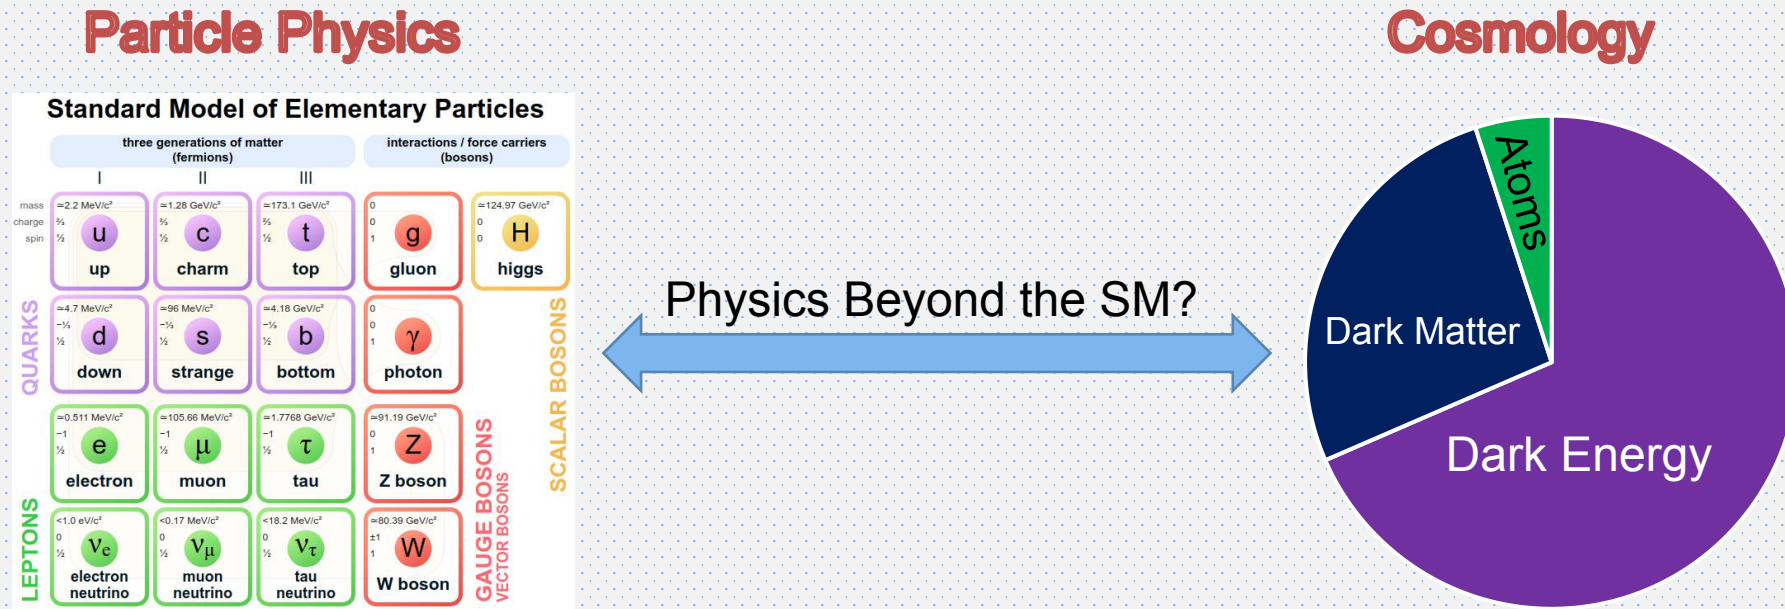 Particle Physics
Cosmology
Standard Model of Elementary Particles
three generations of matter
(fermions)
interactions / force carriers
(bosons)
I II III
mass
charge
spin
≃2.2 MeV/c²
⅔
½
u
up
≃1.28 GeV/c²
⅔
½
c
charm
≃173.1 GeV/c²
⅔
½
t
top
0
0
1
g
gluon
≃124.97 GeV/c²
0
0
H
higgs
QUARKS
≃4.7 MeV/c²
−⅓
½
d
down
≃96 MeV/c²
−⅓
½
s
strange
≃4.18 GeV/c²
−⅓
½
b
bottom
0
0
1
γ
photon
SCALAR BOSONS
LEPTONS
≃0.511 MeV/c²
−1
½
e
electron
≃105.66 MeV/c²
−1
½
μ
muon
≃1.7768 GeV/c²
−1
½
τ
tau
≃91.19 GeV/c²
0
1
Z
Z boson
GAUGE BOSONS
VECTOR BOSONS
<1.0 eV/c²
0
½
νe
electron
neutrino
<0.17 MeV/c²
0
½
νμ
muon
neutrino
<18.2 MeV/c²
0
½
ντ
tau
neutrino
≃80.39 GeV/c²
±1
1
W
W boson
Physics Beyond the SM?
Atoms
Dark Matter
Dark Energy